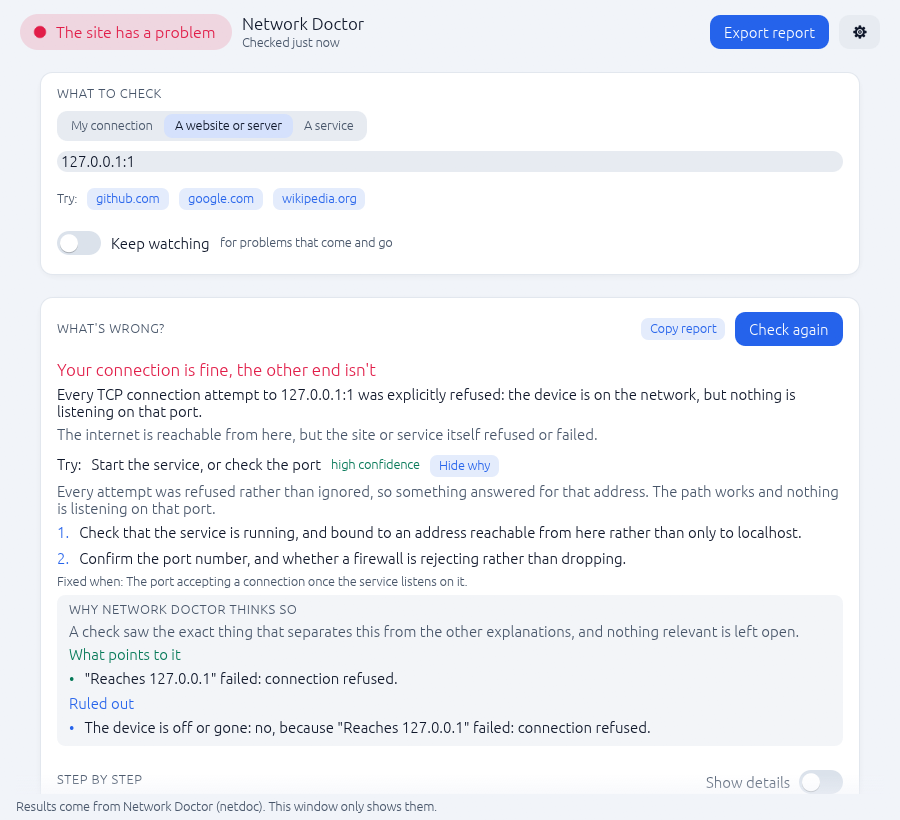 The site has a problem
Network Doctor
Checked just now
Export report
WHAT TO CHECK
My connection
A website or server
A service
127.0.0.1:1
Try:
github.com
google.com
wikipedia.org
Keep watching
for problems that come and go
WHAT'S WRONG?
Copy report
Check again
Your connection is fine, the other end isn't
Every TCP connection attempt to 127.0.0.1:1 was explicitly refused: the device is on the network, but nothing is
listening on that port.
The internet is reachable from here, but the site or service itself refused or failed.
Try: Start the service, or check the port
high confidence
Hide why
Every attempt was refused rather than ignored, so something answered for that address. The path works and nothing
is listening on that port.
1. Check that the service is running, and bound to an address reachable from here rather than only to localhost.
2. Confirm the port number, and whether a firewall is rejecting rather than dropping.
Fixed when: The port accepting a connection once the service listens on it.
WHY NETWORK DOCTOR THINKS SO
A check saw the exact thing that separates this from the other explanations, and nothing relevant is left open.
What points to it
• "Reaches 127.0.0.1" failed: connection refused.
Ruled out
• The device is off or gone: no, because "Reaches 127.0.0.1" failed: connection refused.
STEP BY STEP
Show details
Results come from Network Doctor (netdoc). This window only shows them.